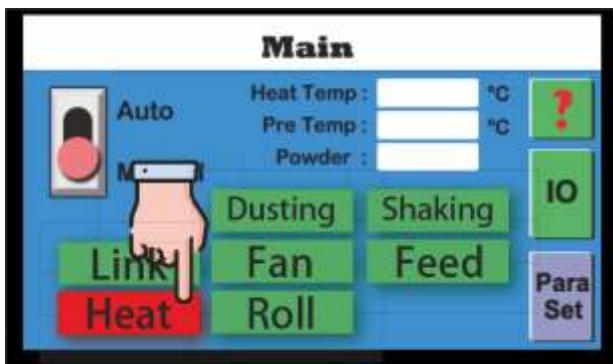 Main
Auto
Heat Temp : °C
Pre Temp : °C
Powder :
?
IO
Dusting Shaking
Link Fan Feed
Heat Roll
Para
Set